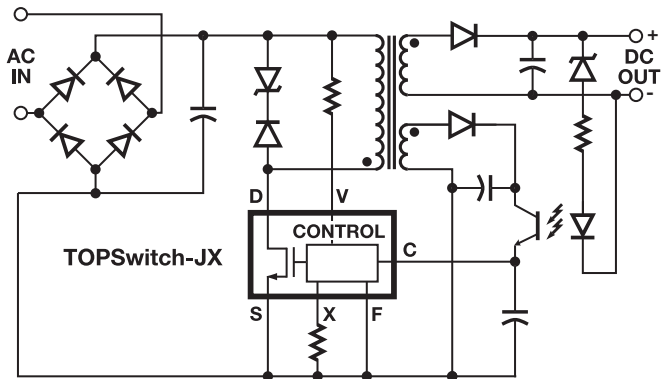 AC
IN
+
DC
OUT
-
D
V
CONTROL
C
TOPSwitch-JX
S
X
F